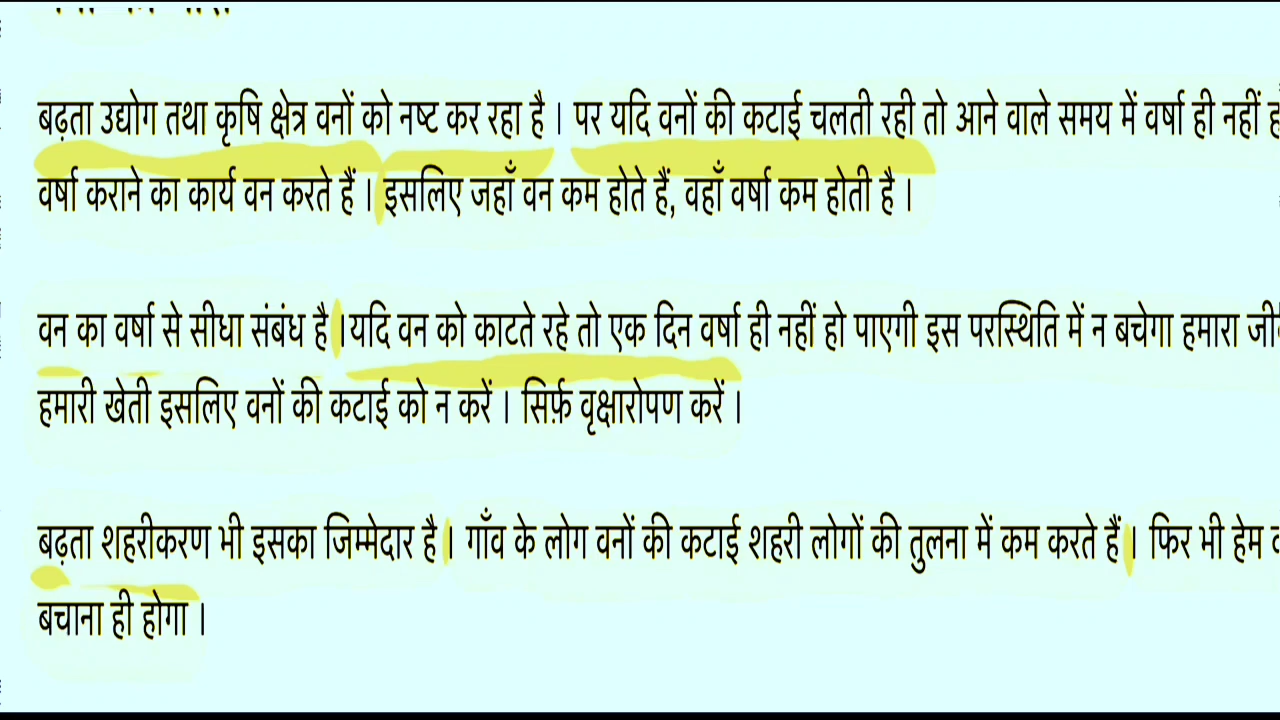 बढ़ता उद्योग तथा कृषि क्षेत्र वनों को नष्ट कर रहा है । पर यदि वनों की कटाई चलती रही तो आने वाले समय में वर्षा ही नहीं
वर्षा कराने का कार्य वन करते हैं । इसलिए जहाँ वन कम होते हैं, वहाँ वर्षा कम होती है ।
वन का वर्षा से सीधा संबंध है ।यदि वन को काटते रहे तो एक दिन वर्षा ही नहीं हो पाएगी इस परस्थिति में न बचेगा हमारा
हमारी खेती इसलिए वनों की कटाई को न करें । सिर्फ़ वृक्षारोपण करें ।
बढ़ता शहरीकरण भी इसका जिम्मेदार है । गाँव के लोग वनों की कटाई शहरी लोगों की तुलना में कम करते हैं । फिर भी हेम
बचाना ही होगा ।